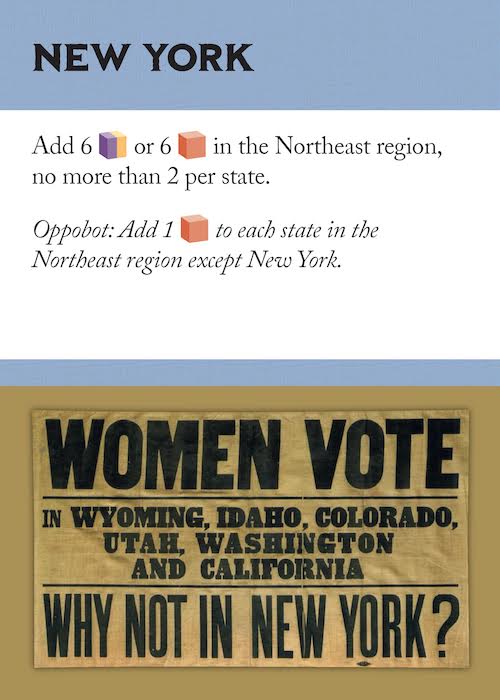 NEW YORK
Add 6 or 6 in the Northeast region,
no more than 2 per state.
Oppobot: Add 1 to each state in the
Northeast region except New York.
WOMEN VOTE
IN WYOMING, IDAHO, COLORADO,
UTAH, WASHINGTON
AND CALIFORNIA
WHY NOT IN NEW YORK?